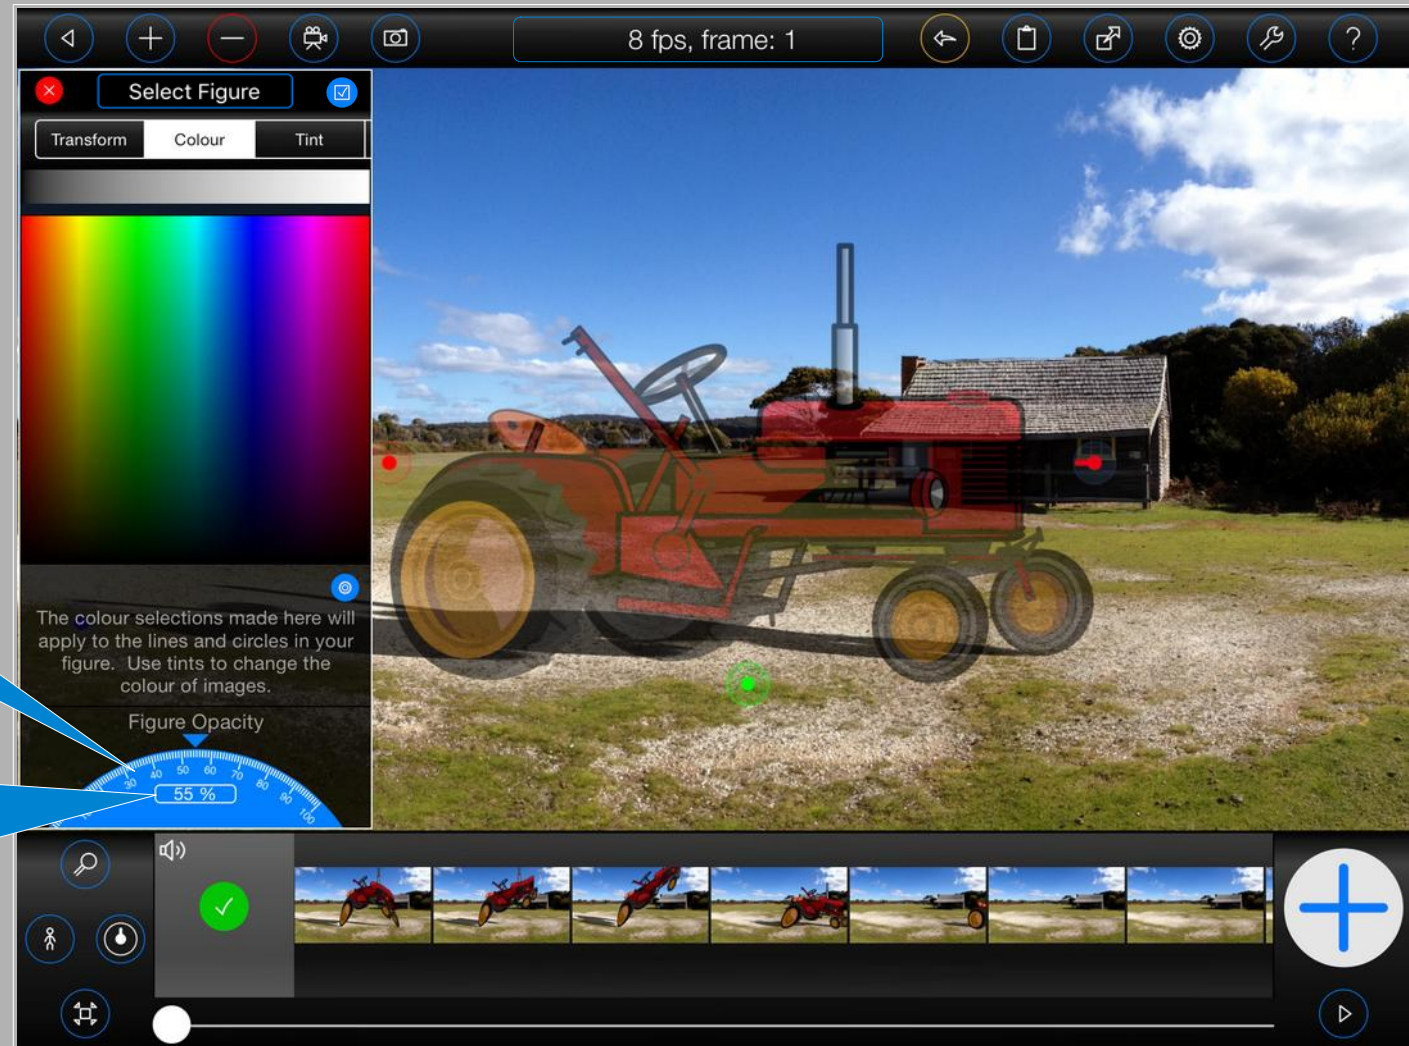 8 fps, frame: 1
Select Figure
Transform Colour Tint
The colour selections made here will
apply to the lines and circles in your
figure. Use tints to change the
colour of images.
Figure Opacity
30 40 50 60 70 80 90 100
55 %